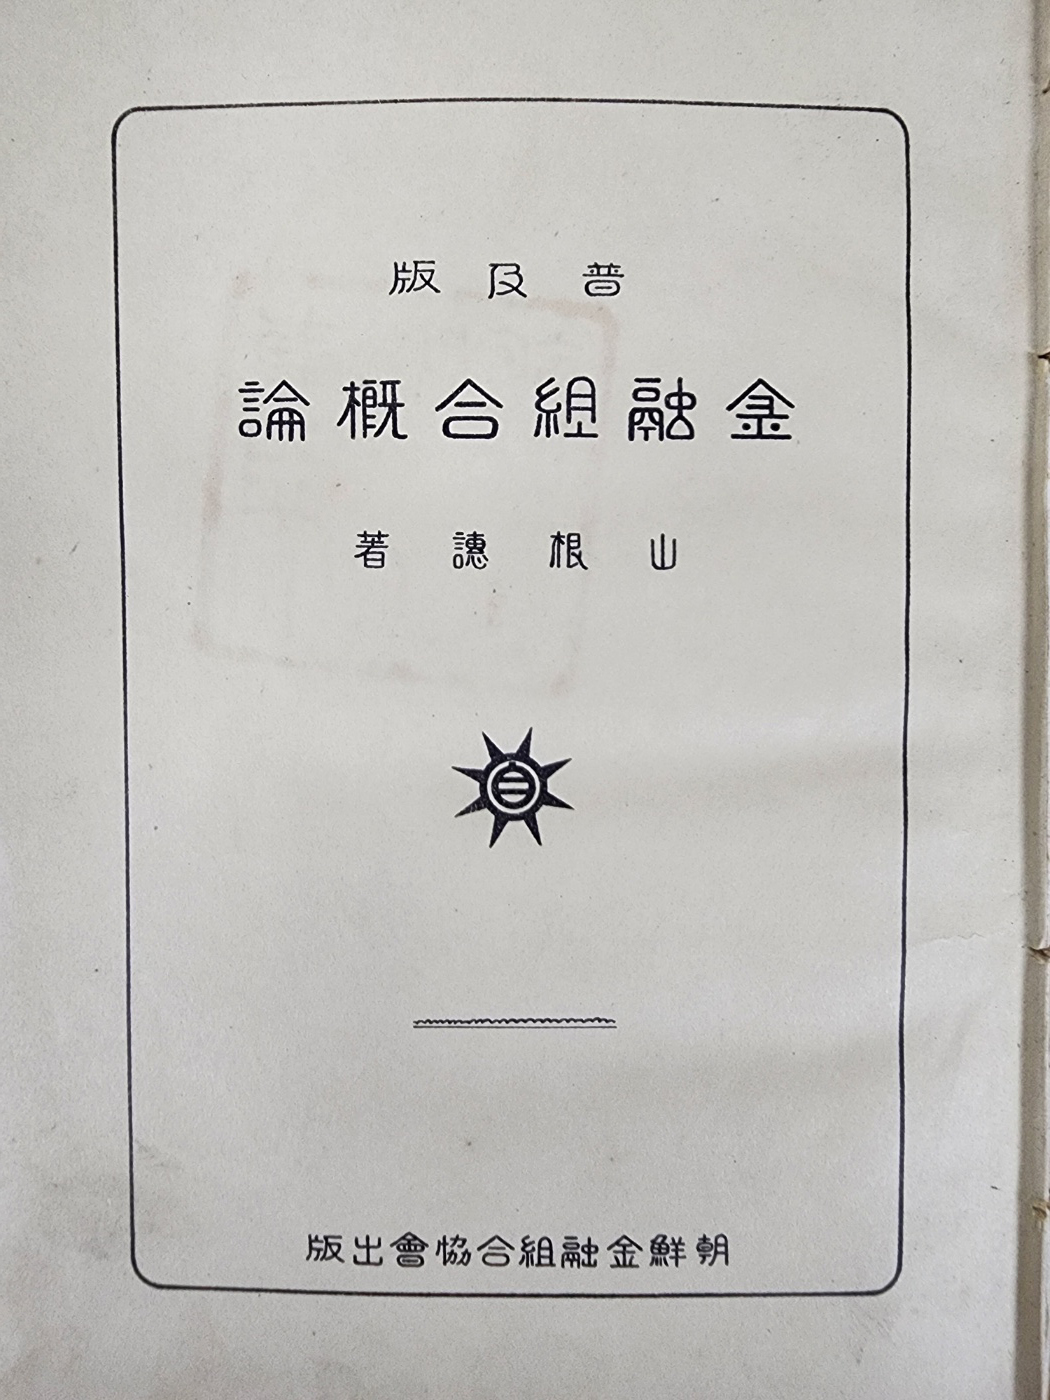 普及版
金融組合概論
山根譓著
朝鮮金融組合恊會出版